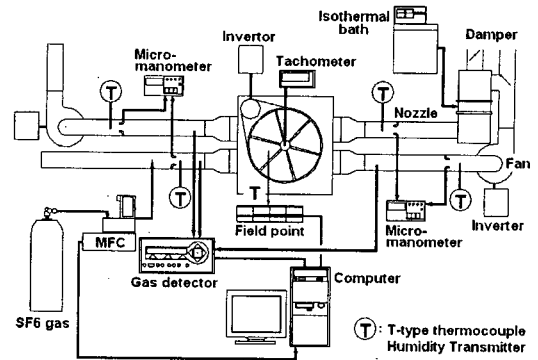 Isothermal
bath
Damper
Invertor
Tachometer
Micro-
manometer
T
T
Nozzle
Fan
T
T
T
Field point
Micro-
manometer
Inverter
MFC
Gas detector
Computer
SF6 gas
T : T-type thermocouple
Humidity Transmitter